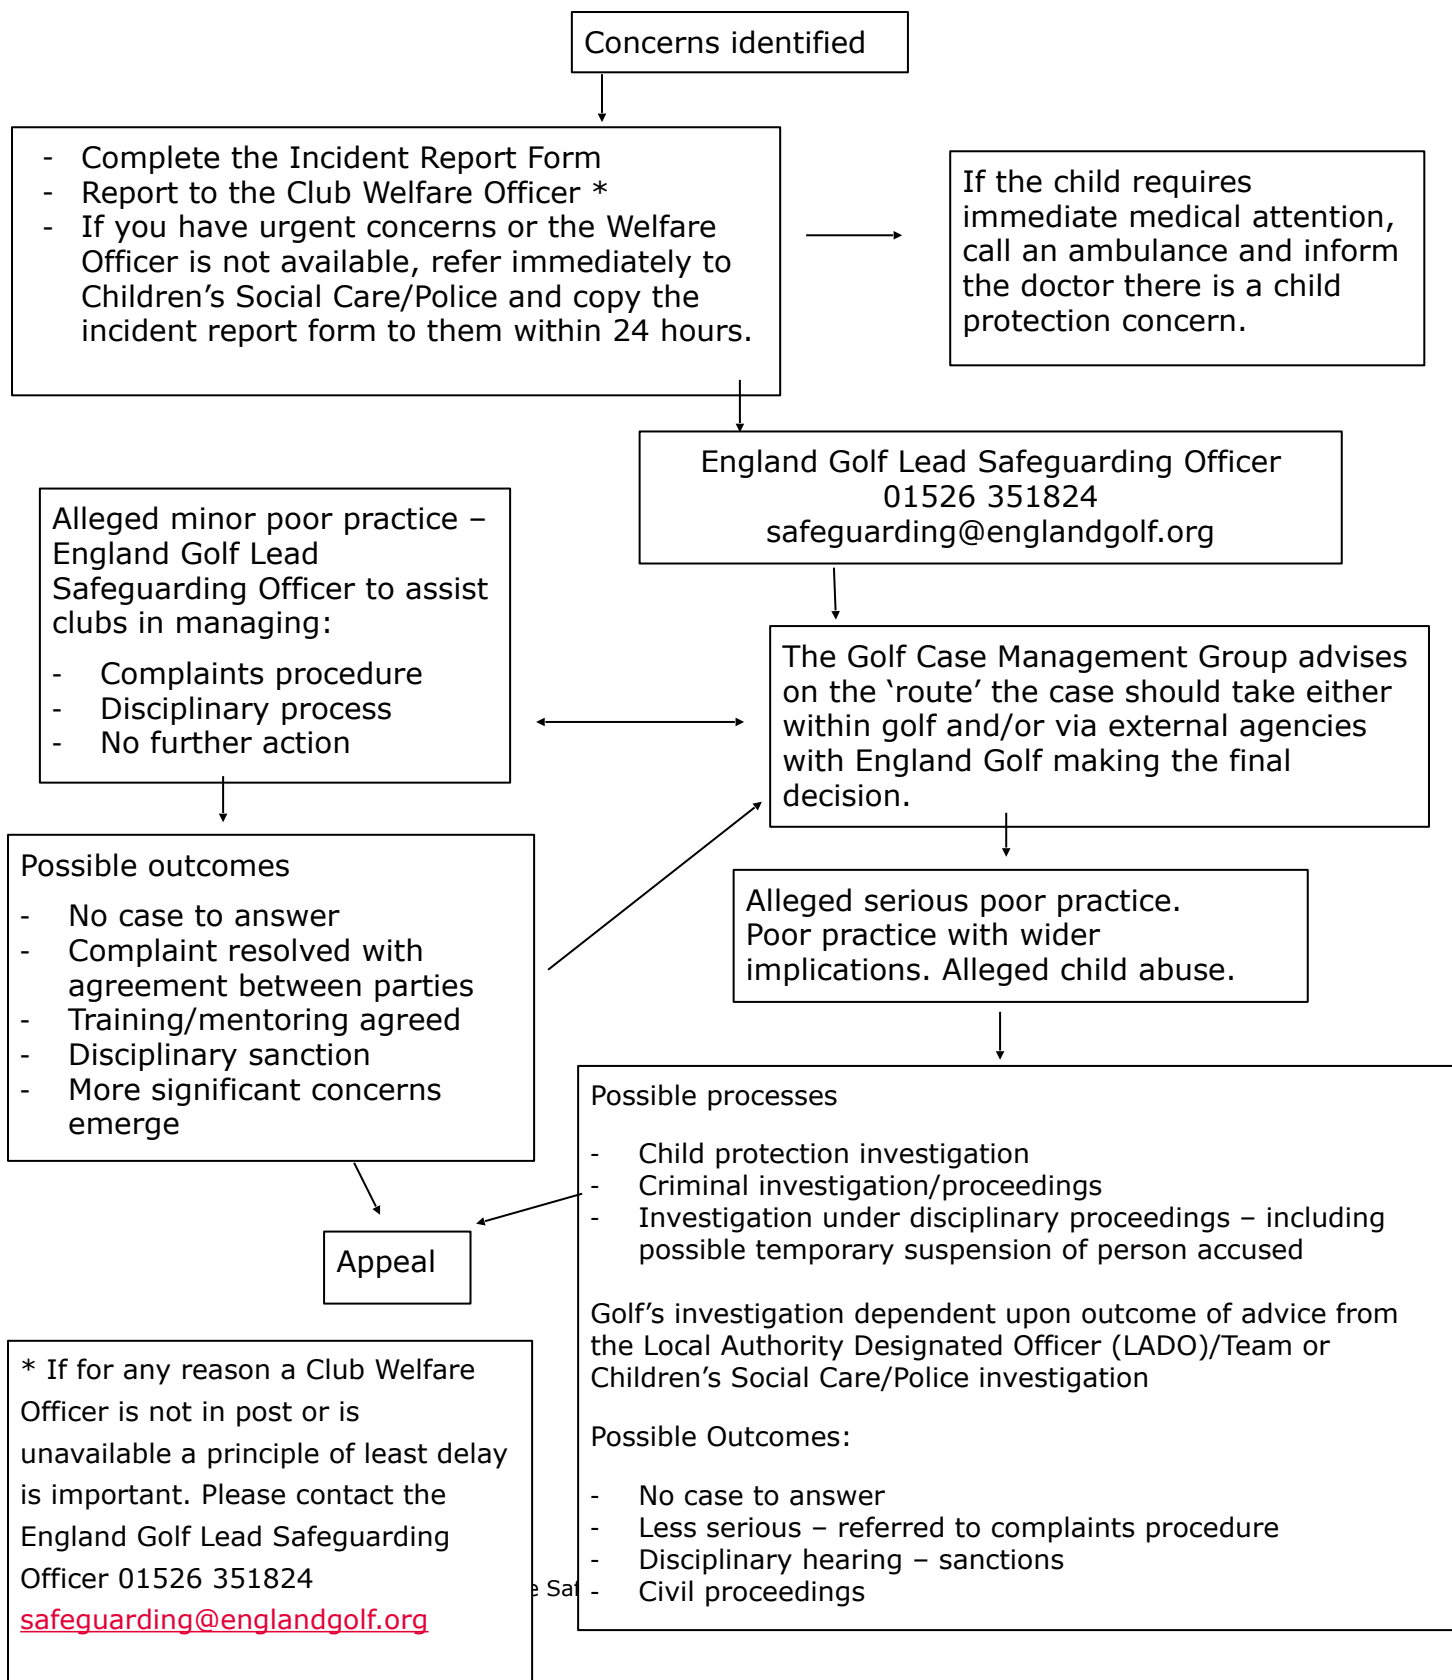 Concerns identified
- Complete the Incident Report Form
- Report to the Club Welfare Officer *
- If you have urgent concerns or the Welfare
Officer is not available, refer immediately to
Children’s Social Care/Police and copy the
incident report form to them within 24 hours.
If the child requires
immediate medical attention,
call an ambulance and inform
the doctor there is a child
protection concern.
England Golf Lead Safeguarding Officer
01526 351824
safeguarding@englandgolf.org
Alleged minor poor practice –
England Golf Lead
Safeguarding Officer to assist
clubs in managing:
- Complaints procedure
- Disciplinary process
- No further action
The Golf Case Management Group advises
on the ‘route’ the case should take either
within golf and/or via external agencies
with England Golf making the final
decision.
Possible outcomes
- No case to answer
- Complaint resolved with
agreement between parties
- Training/mentoring agreed
- Disciplinary sanction
- More significant concerns
emerge
Alleged serious poor practice.
Poor practice with wider
implications. Alleged child abuse.
Possible processes
- Child protection investigation
- Criminal investigation/proceedings
- Investigation under disciplinary proceedings – including
possible temporary suspension of person accused
Golf’s investigation dependent upon outcome of advice from
the Local Authority Designated Officer (LADO)/Team or
Children’s Social Care/Police investigation
Possible Outcomes:
- No case to answer
- Less serious – referred to complaints procedure
- Disciplinary hearing – sanctions
- Civil proceedings
Appeal
* If for any reason a Club Welfare
Officer is not in post or is
unavailable a principle of least delay
is important. Please contact the
England Golf Lead Safeguarding
Officer 01526 351824
safeguarding@englandgolf.org